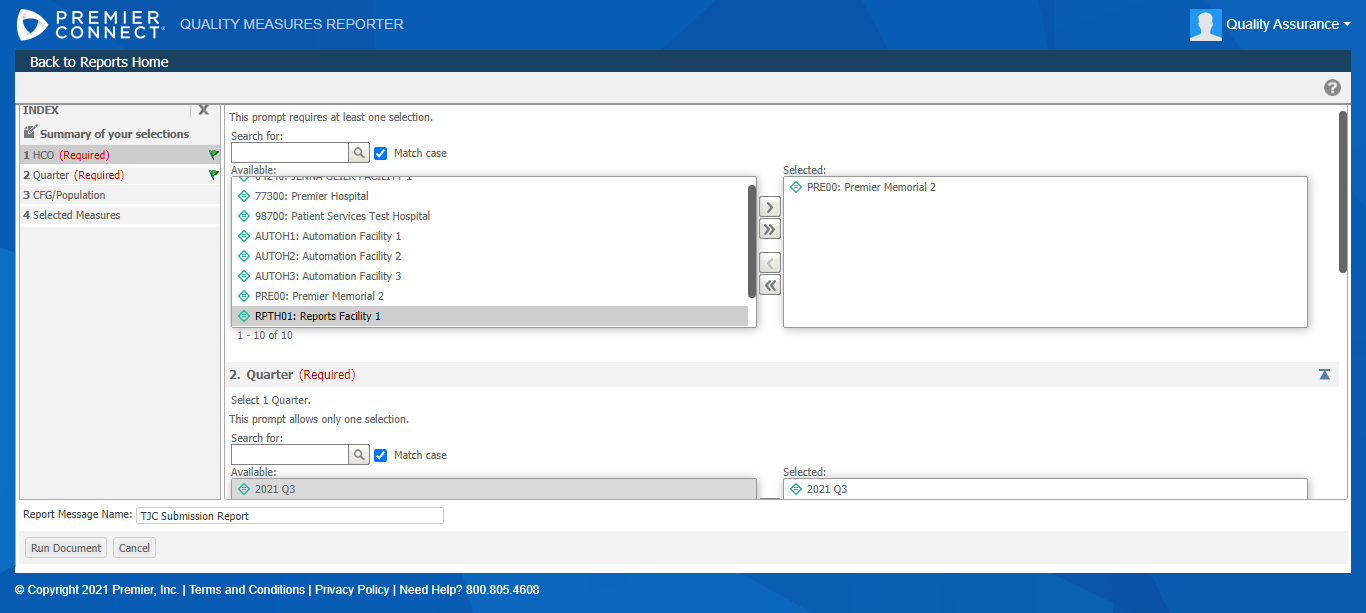 PREMIER
CONNECT
QUALITY MEASURES REPORTER
Quality Assurance
Back to Reports Home
INDEX
Summary of your selections
1 HCO (Required)
2 Quarter (Required)
3 CFG/Population
4 Selected Measures
This prompt requires at least one selection.
Search for:
Match case
Available:
04240: JENNA GEIER FACILITY 1
77300: Premier Hospital
98700: Patient Services Test Hospital
AUTOH1: Automation Facility 1
AUTOH2: Automation Facility 2
AUTOH3: Automation Facility 3
PRE00: Premier Memorial 2
RPTH01: Reports Facility 1
1 - 10 of 10
Selected:
PRE00: Premier Memorial 2
2. Quarter (Required)
Select 1 Quarter.
This prompt allows only one selection.
Search for:
Match case
Available:
2021 Q3
Selected:
2021 Q3
Report Message Name: TJC Submission Report
Run Document Cancel
© Copyright 2021 Premier, Inc. | Terms and Conditions | Privacy Policy | Need Help? 800.805.4608